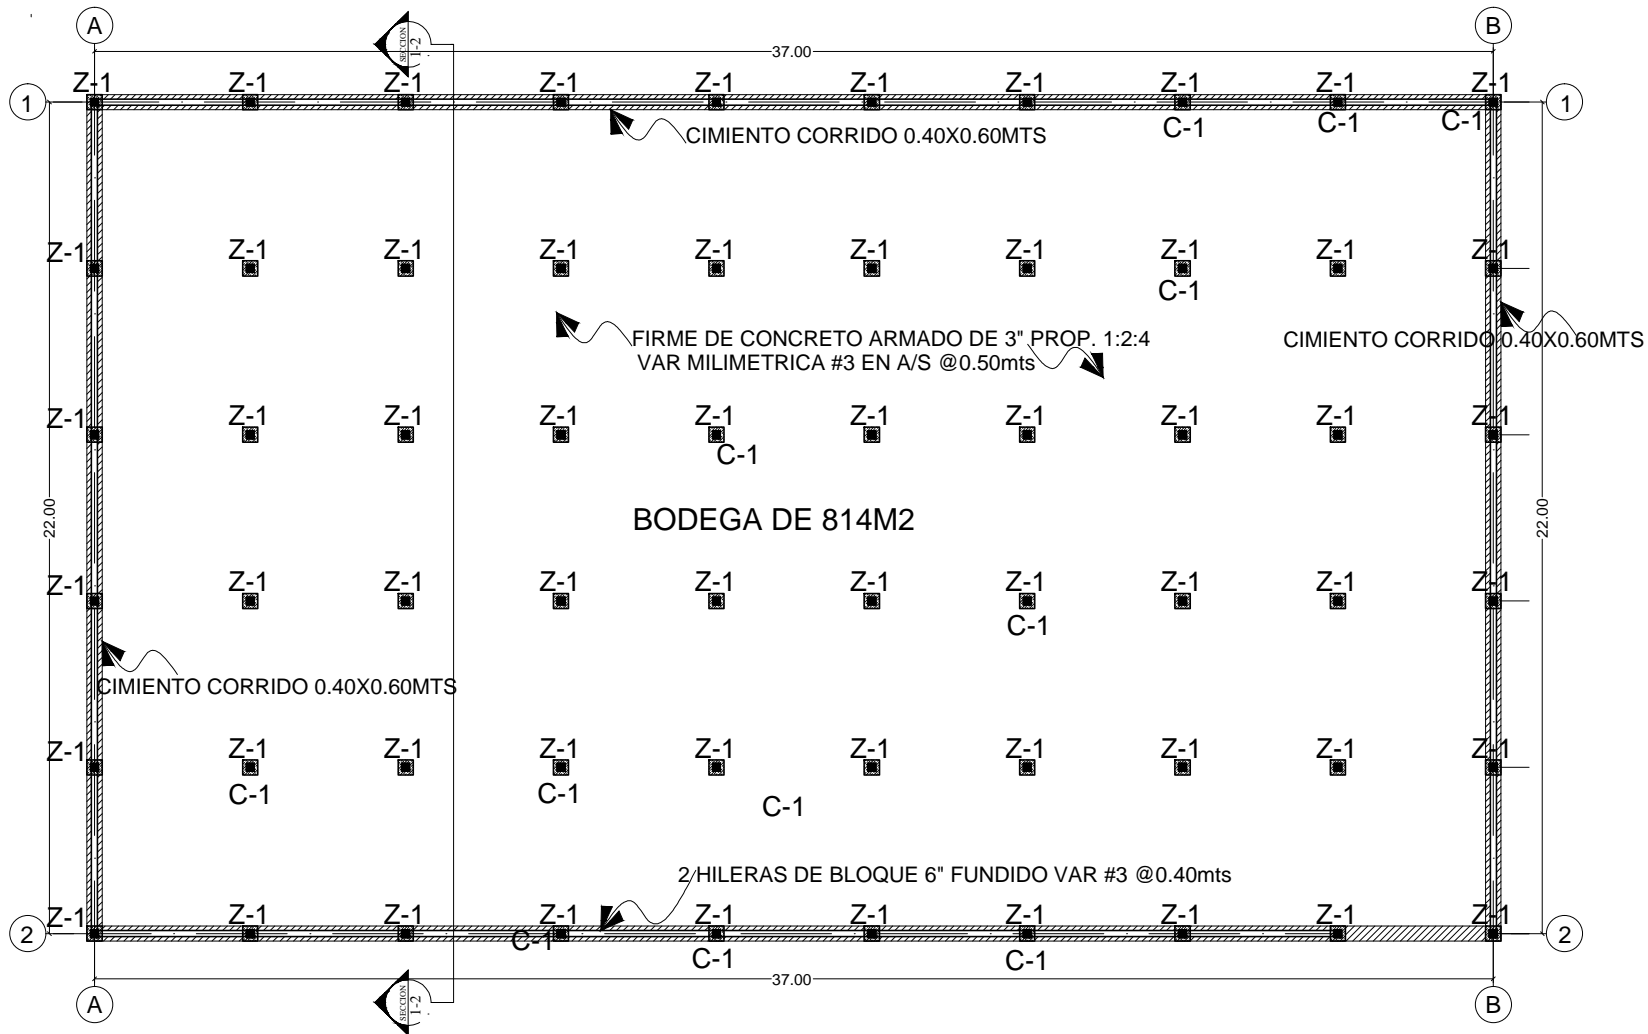 A
B
SECCION
1-2
37.00
Z-1 Z-1 Z-1 Z-1 Z-1 Z-1 Z-1 Z-1 Z-1 Z-1
1
1
C-1 C-1 C-1
CIMIENTO CORRIDO 0.40X0.60MTS
Z-1 Z-1 Z-1 Z-1 Z-1 Z-1 Z-1 Z-1 Z-1 Z-1
C-1
FIRME DE CONCRETO ARMADO DE 3" PROP. 1:2:4
VAR MILIMETRICA #3 EN A/S @0.50mts
CIMIENTO CORRIDO 0.40X0.60MTS
Z-1 Z-1 Z-1 Z-1 Z-1 Z-1 Z-1 Z-1 Z-1 Z-1
C-1
22.00
BODEGA DE 814M2
22.00
Z-1 Z-1 Z-1 Z-1 Z-1 Z-1 Z-1 Z-1 Z-1 Z-1
C-1
CIMIENTO CORRIDO 0.40X0.60MTS
Z-1 Z-1 Z-1 Z-1 Z-1 Z-1 Z-1 Z-1 Z-1 Z-1
C-1 C-1 C-1
2 HILERAS DE BLOQUE 6" FUNDIDO VAR #3 @0.40mts
Z-1 Z-1 Z-1 Z-1 Z-1 Z-1 Z-1 Z-1 Z-1 Z-1
2
2
C-1 C-1 C-1
37.00
SECCION
1-2
A
B